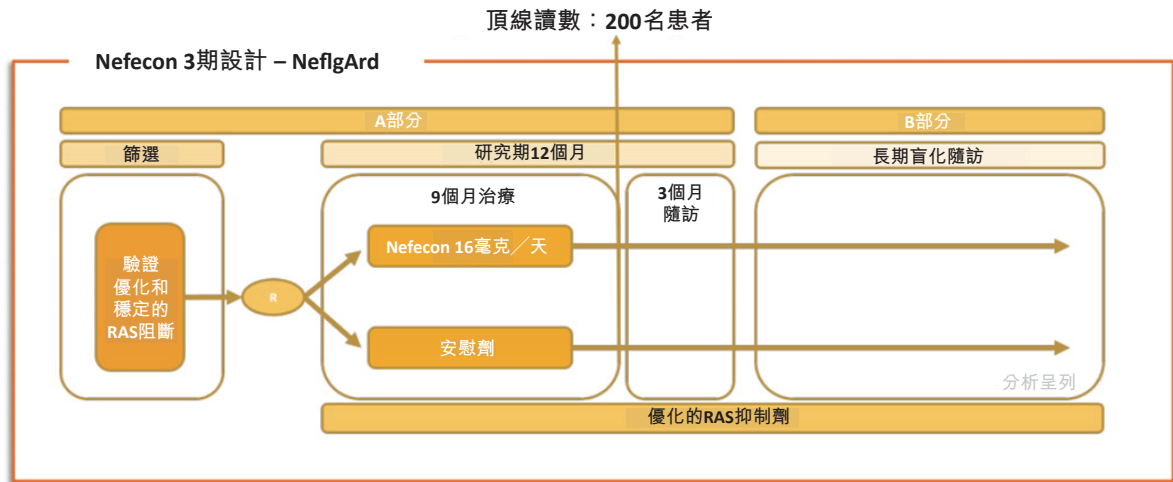 頂線讀數：200名患者
Nefecon 3期設計 – NeflgArd
A部分
B部分
篩選
研究期12個月
長期盲化隨訪
9個月治療
3個月
隨訪
驗證
優化和
穩定的
RAS阻斷
R
Nefecon 16毫克／天
安慰劑
分析呈列
優化的RAS抑制劑